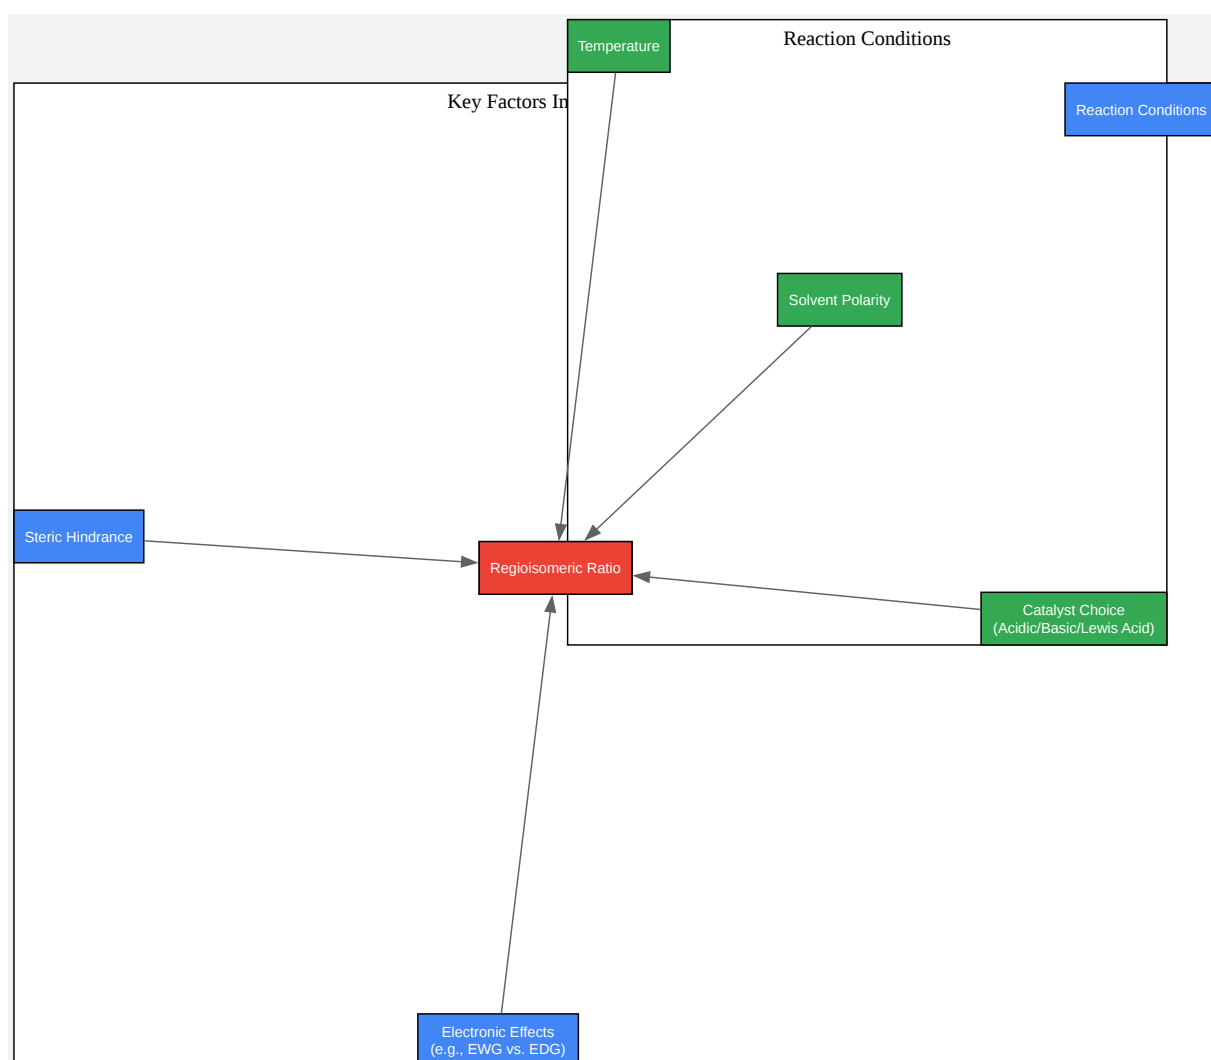 Temperature
Reaction Conditions
Key Factors In
Reaction Conditions
Solvent Polarity
Steric Hindrance
Regioisomeric Ratio
Catalyst Choice
(Acidic/Basic/Lewis Acid)
Electronic Effects
(e.g., EWG vs. EDG)